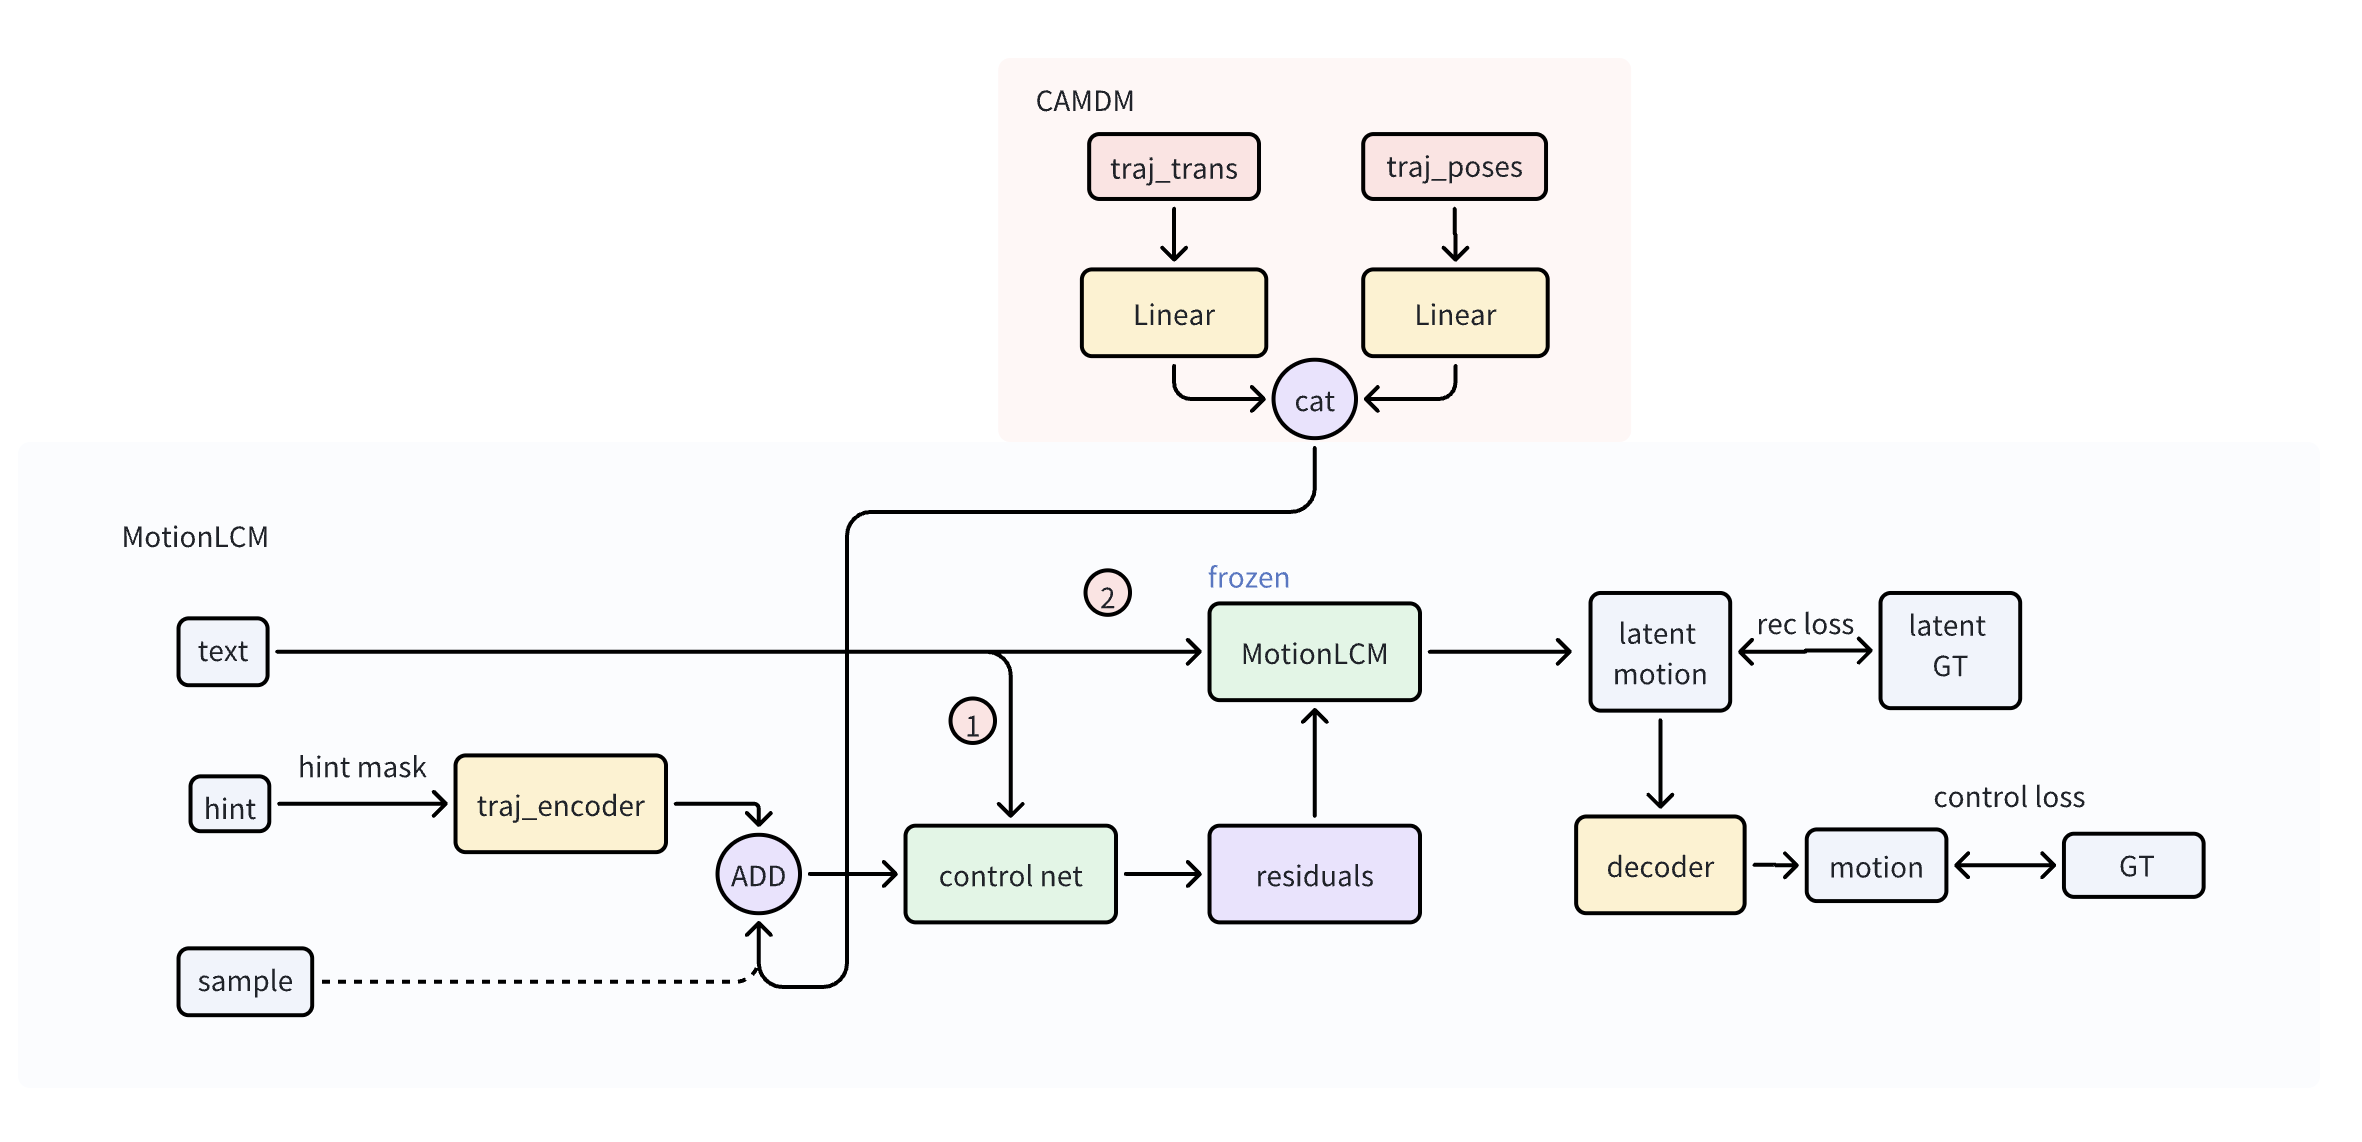 CAMDM
traj_trans
traj_poses
Linear
Linear
cat
MotionLCM
text
2
frozen
MotionLCM
latent
motion
rec loss
latent
GT
1
hint
hint mask
traj_encoder
ADD
control net
residuals
decoder
motion
control loss
GT
sample